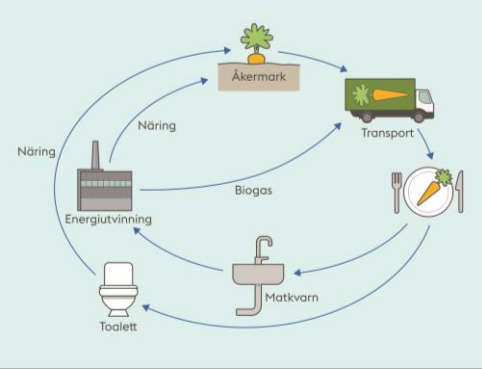 Åkermark
Transport
Näring
Näring
Biogas
Energiutvinning
Matkvarn
Toalett